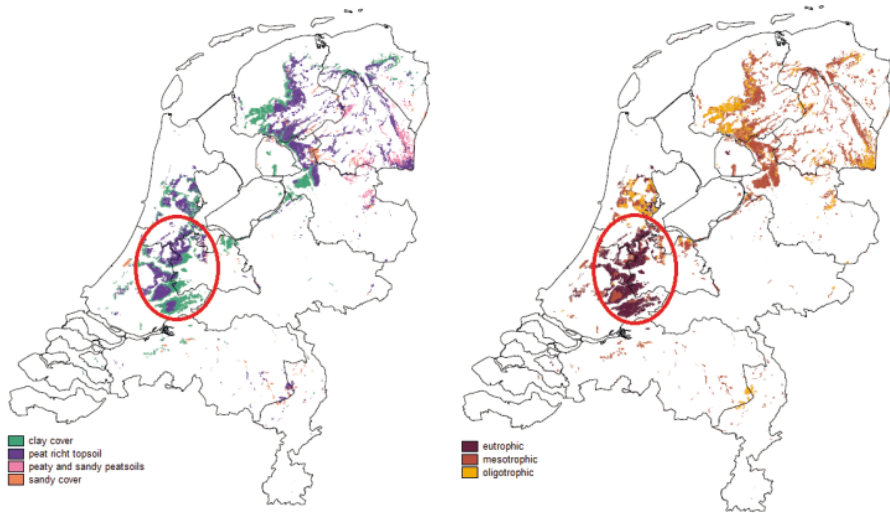 clay cover
peat richt topsoil
peaty and sandy peatsoils
sandy cover
eutrophic
mesotrophic
oligotrophic